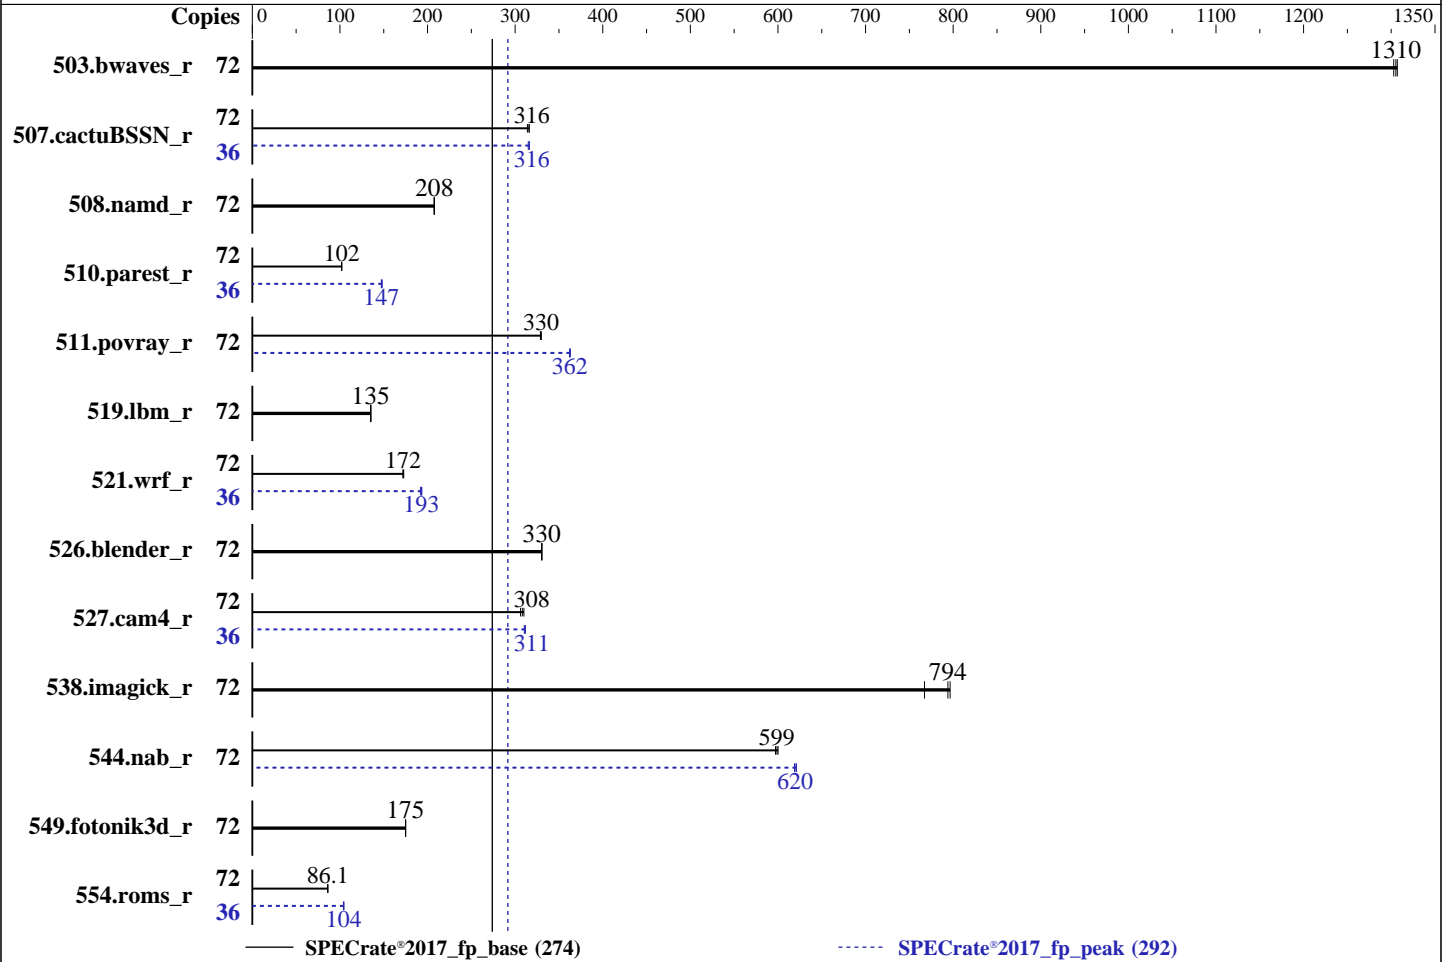 Copies 0 100 200 300 400 500 600 700 800 900 1000 1100 1200 1350
503.bwaves_r 72 1310
507.cactuBSSN_r 72 316
36 316
508.namd_r 72 208
510.parest_r 72 102
36 147
511.povray_r 72 330
362
519.lbm_r 72 135
521.wrf_r 72 172
36 193
526.blender_r 72 330
527.cam4_r 72 308
36 311
538.imagick_r 72 794
544.nab_r 72 599
620
549.fotonik3d_r 72 175
554.roms_r 72 86.1
36 104
SPECrate®2017_fp_base (274) SPECrate®2017_fp_peak (292)